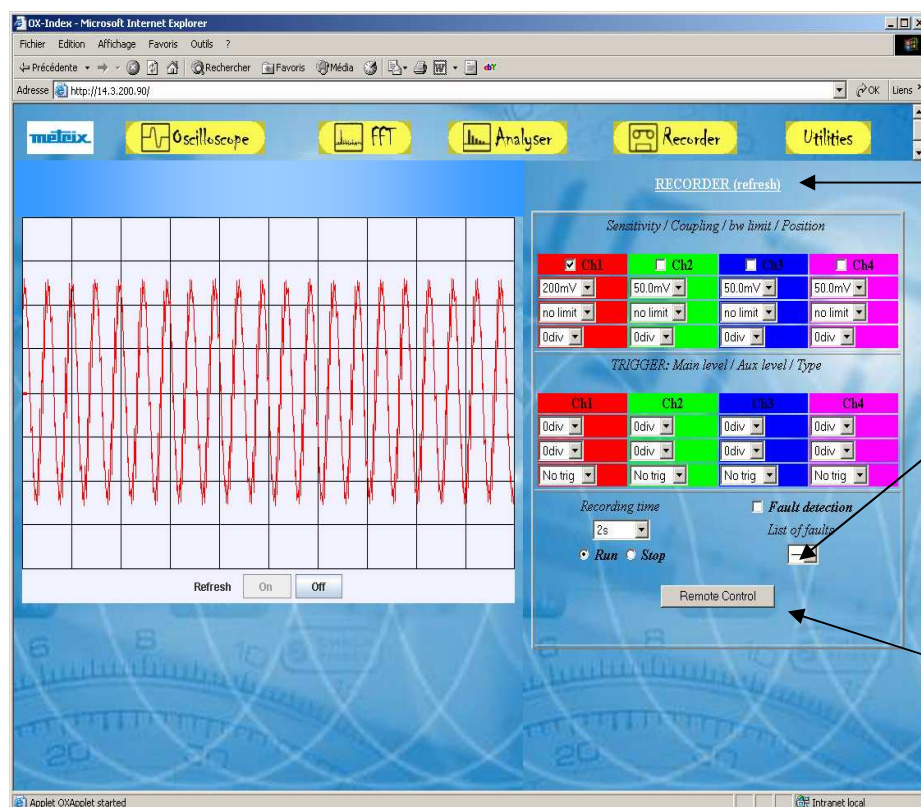 OX-Index - Microsoft Internet Explorer
Fichier Edition Affichage Favoris Outils ?
Précédente Rechercher Favoris Média
Adresse http://14.3.200.90/ OK Liens
metrix Oscilloscope FFT Analyser Recorder Utilities
RECORDER (refresh)
Sensitivity / Coupling / bw limit / Position
Ch1 Ch2 Ch3 Ch4
200mV 50.0mV 50.0mV 50.0mV
no limit no limit no limit no limit
0div 0div 0div 0div
TRIGGER: Main level / Aux level / Type
Ch1 Ch2 Ch3 Ch4
0div 0div 0div 0div
0div 0div 0div 0div
No trig No trig No trig No trig
Recording time Fault detection
2s List of faults
Run Stop
Refresh On Off
Remote Control
Applet OXApplet started Intranet local